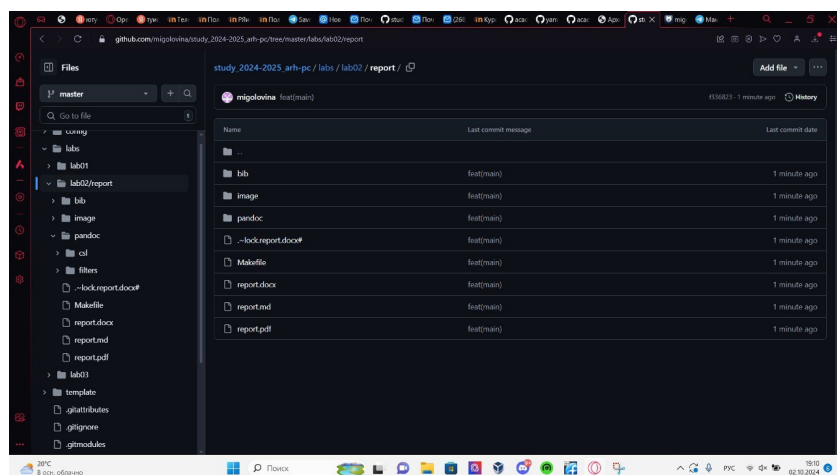 github.com/migolovina/study_2024-2025_arh-pc/tree/master/labs/lab02/report
Files
master
Go to file
config
labs
lab01
lab02/report
bib
image
pandoc
csl
filters
.~lock.report.docx#
Makefile
report.docx
report.md
report.pdf
lab03
template
.gitattributes
.gitignore
.gitmodules
study_2024-2025_arh-pc / labs / lab02 / report /
Add file
migolovina feat(main)
f336823 · 1 minute ago History
Name Last commit message Last commit date
..
bib feat(main) 1 minute ago
image feat(main) 1 minute ago
pandoc feat(main) 1 minute ago
.~lock.report.docx# feat(main) 1 minute ago
Makefile feat(main) 1 minute ago
report.docx feat(main) 1 minute ago
report.md feat(main) 1 minute ago
report.pdf feat(main) 1 minute ago
20°C
В осн. облачно
Поиск
РУС
19:10
02.10.2024